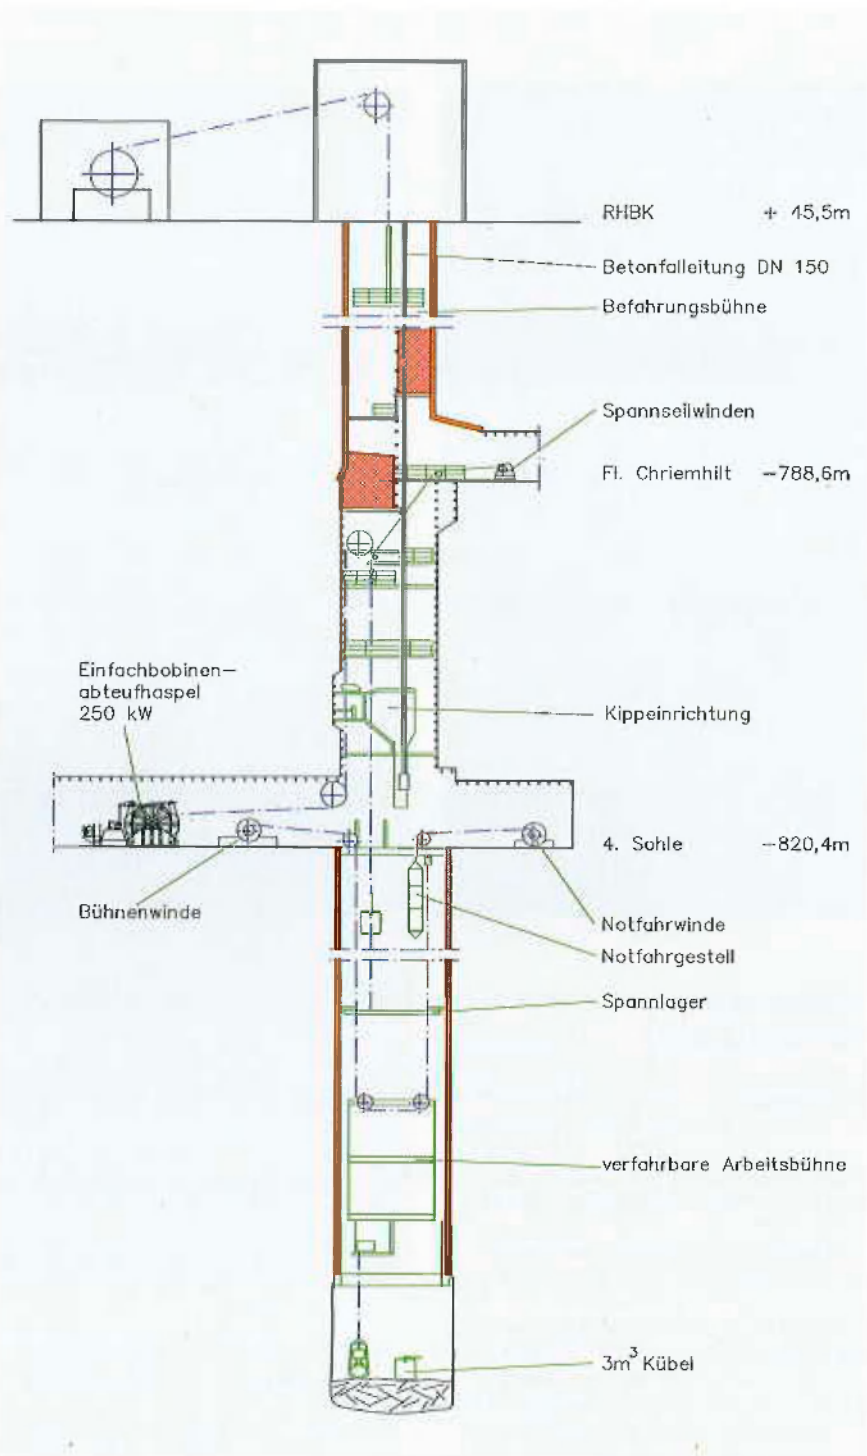 RHBK + 45,5m
Betonfalleitung DN 150
Befahrungsbühne
Spannseilwinden
Fl. Chriemhilt -788,6m
Einfachbobinen-
abteufhaspel
250 kW
Kippeinrichtung
4. Sohle -820,4m
Bühnenwinde
Notfahrwinde
Notfahrgestell
Spannlager
verfahrbare Arbeitsbühne
3m³ Kübel